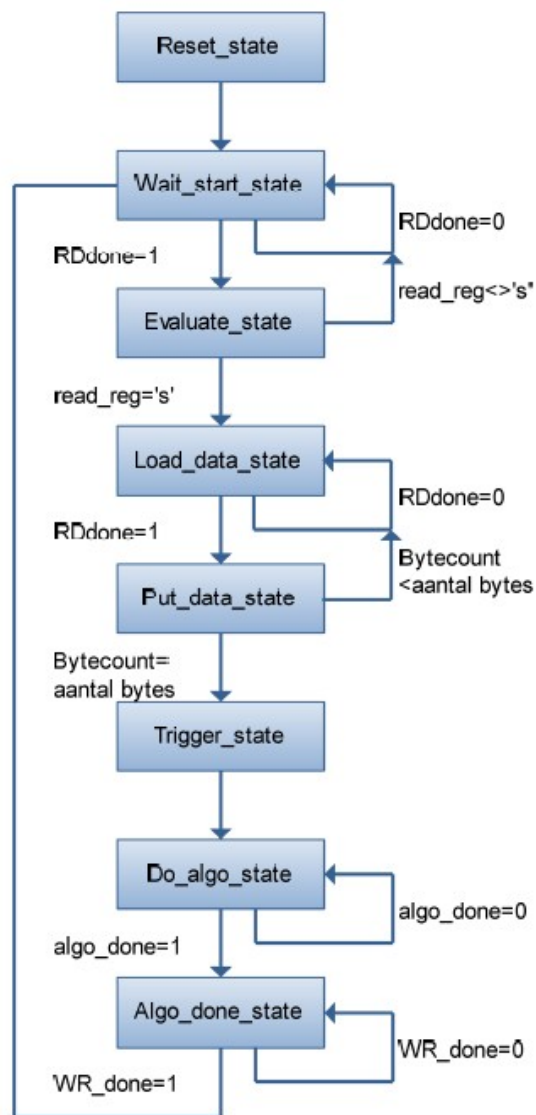 Reset_state
Wait_start_state
RDdone=0
RDdone=1
read_reg<>'s'
Evaluate_state
read_reg='s'
Load_data_state
RDdone=0
RDdone=1
Bytecount
<aantal bytes
Put_data_state
Bytecount=
aantal bytes
Trigger_state
Do_algo_state
algo_done=0
algo_done=1
Algo_done_state
WR_done=0
WR_done=1